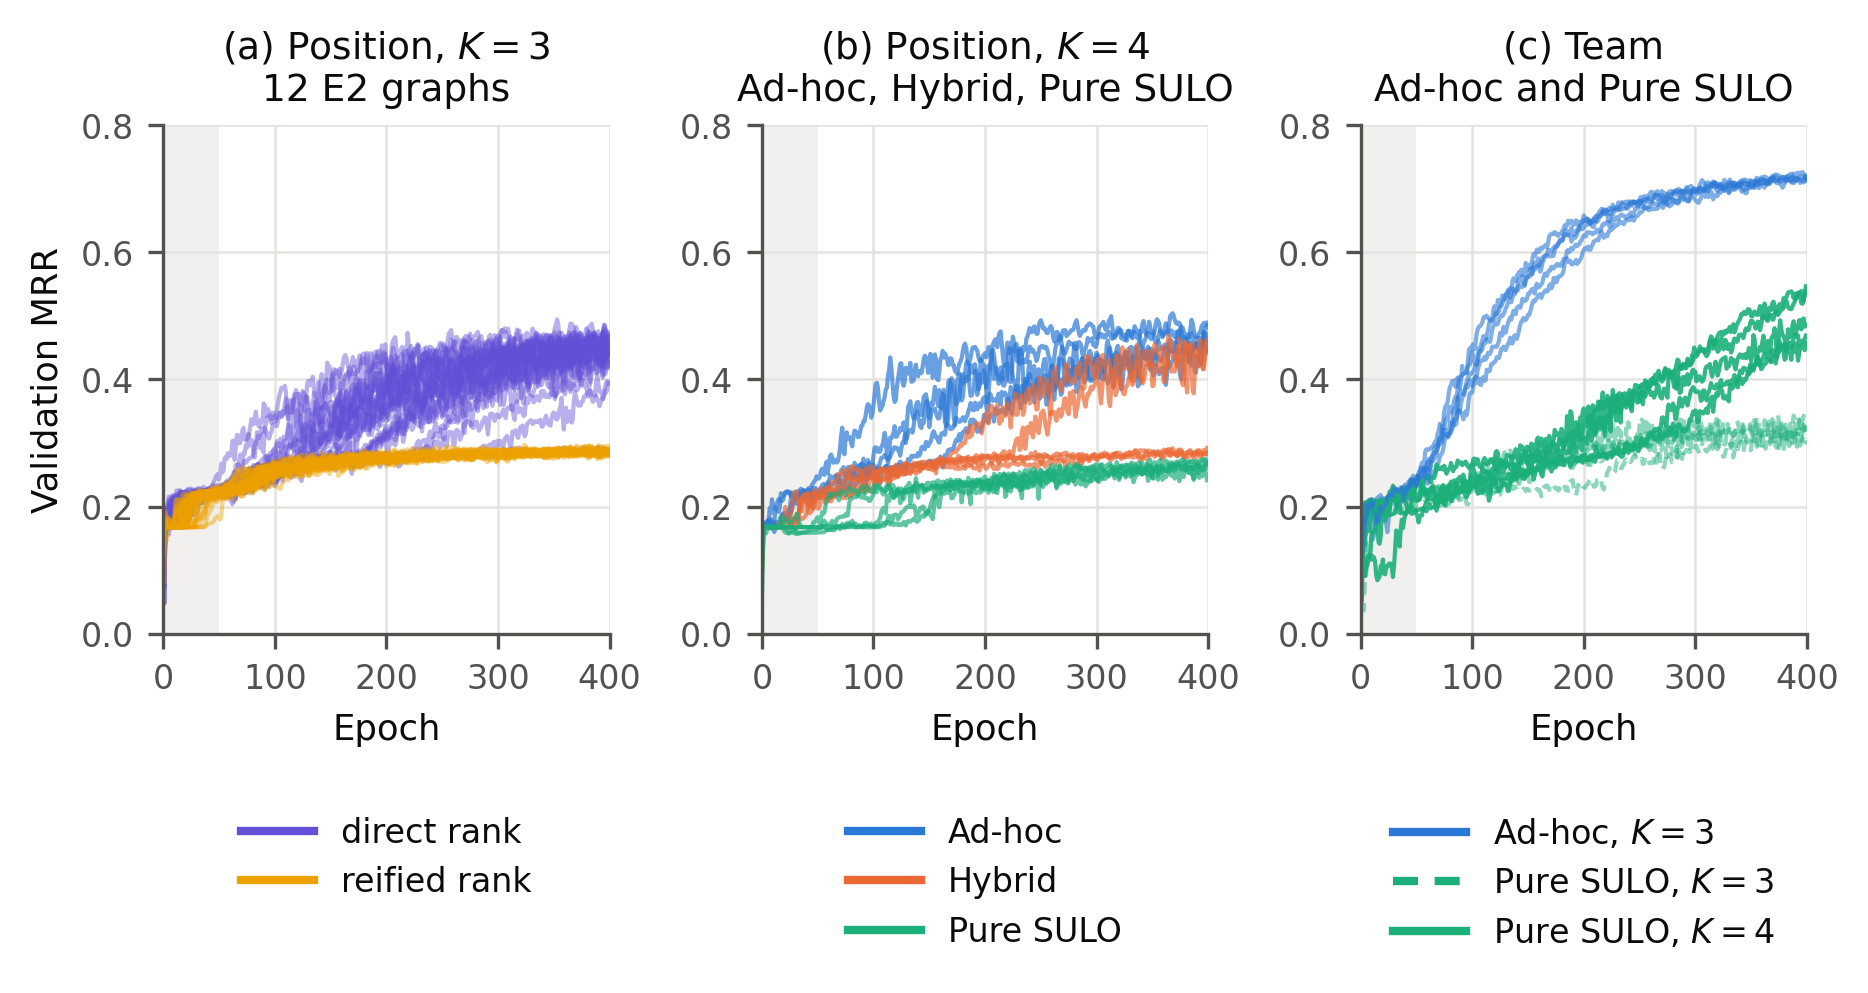 (a) Position, K = 3
12 E2 graphs
(b) Position, K = 4
Ad-hoc, Hybrid, Pure SULO
(c) Team
Ad-hoc and Pure SULO
Validation MRR
0.8
0.6
0.4
0.2
0.0
0 100 200 300 400
Epoch
0.8
0.6
0.4
0.2
0.0
0 100 200 300 400
Epoch
0.8
0.6
0.4
0.2
0.0
0 100 200 300 400
Epoch
direct rank
reified rank
Ad-hoc
Hybrid
Pure SULO
Ad-hoc, K = 3
Pure SULO, K = 3
Pure SULO, K = 4